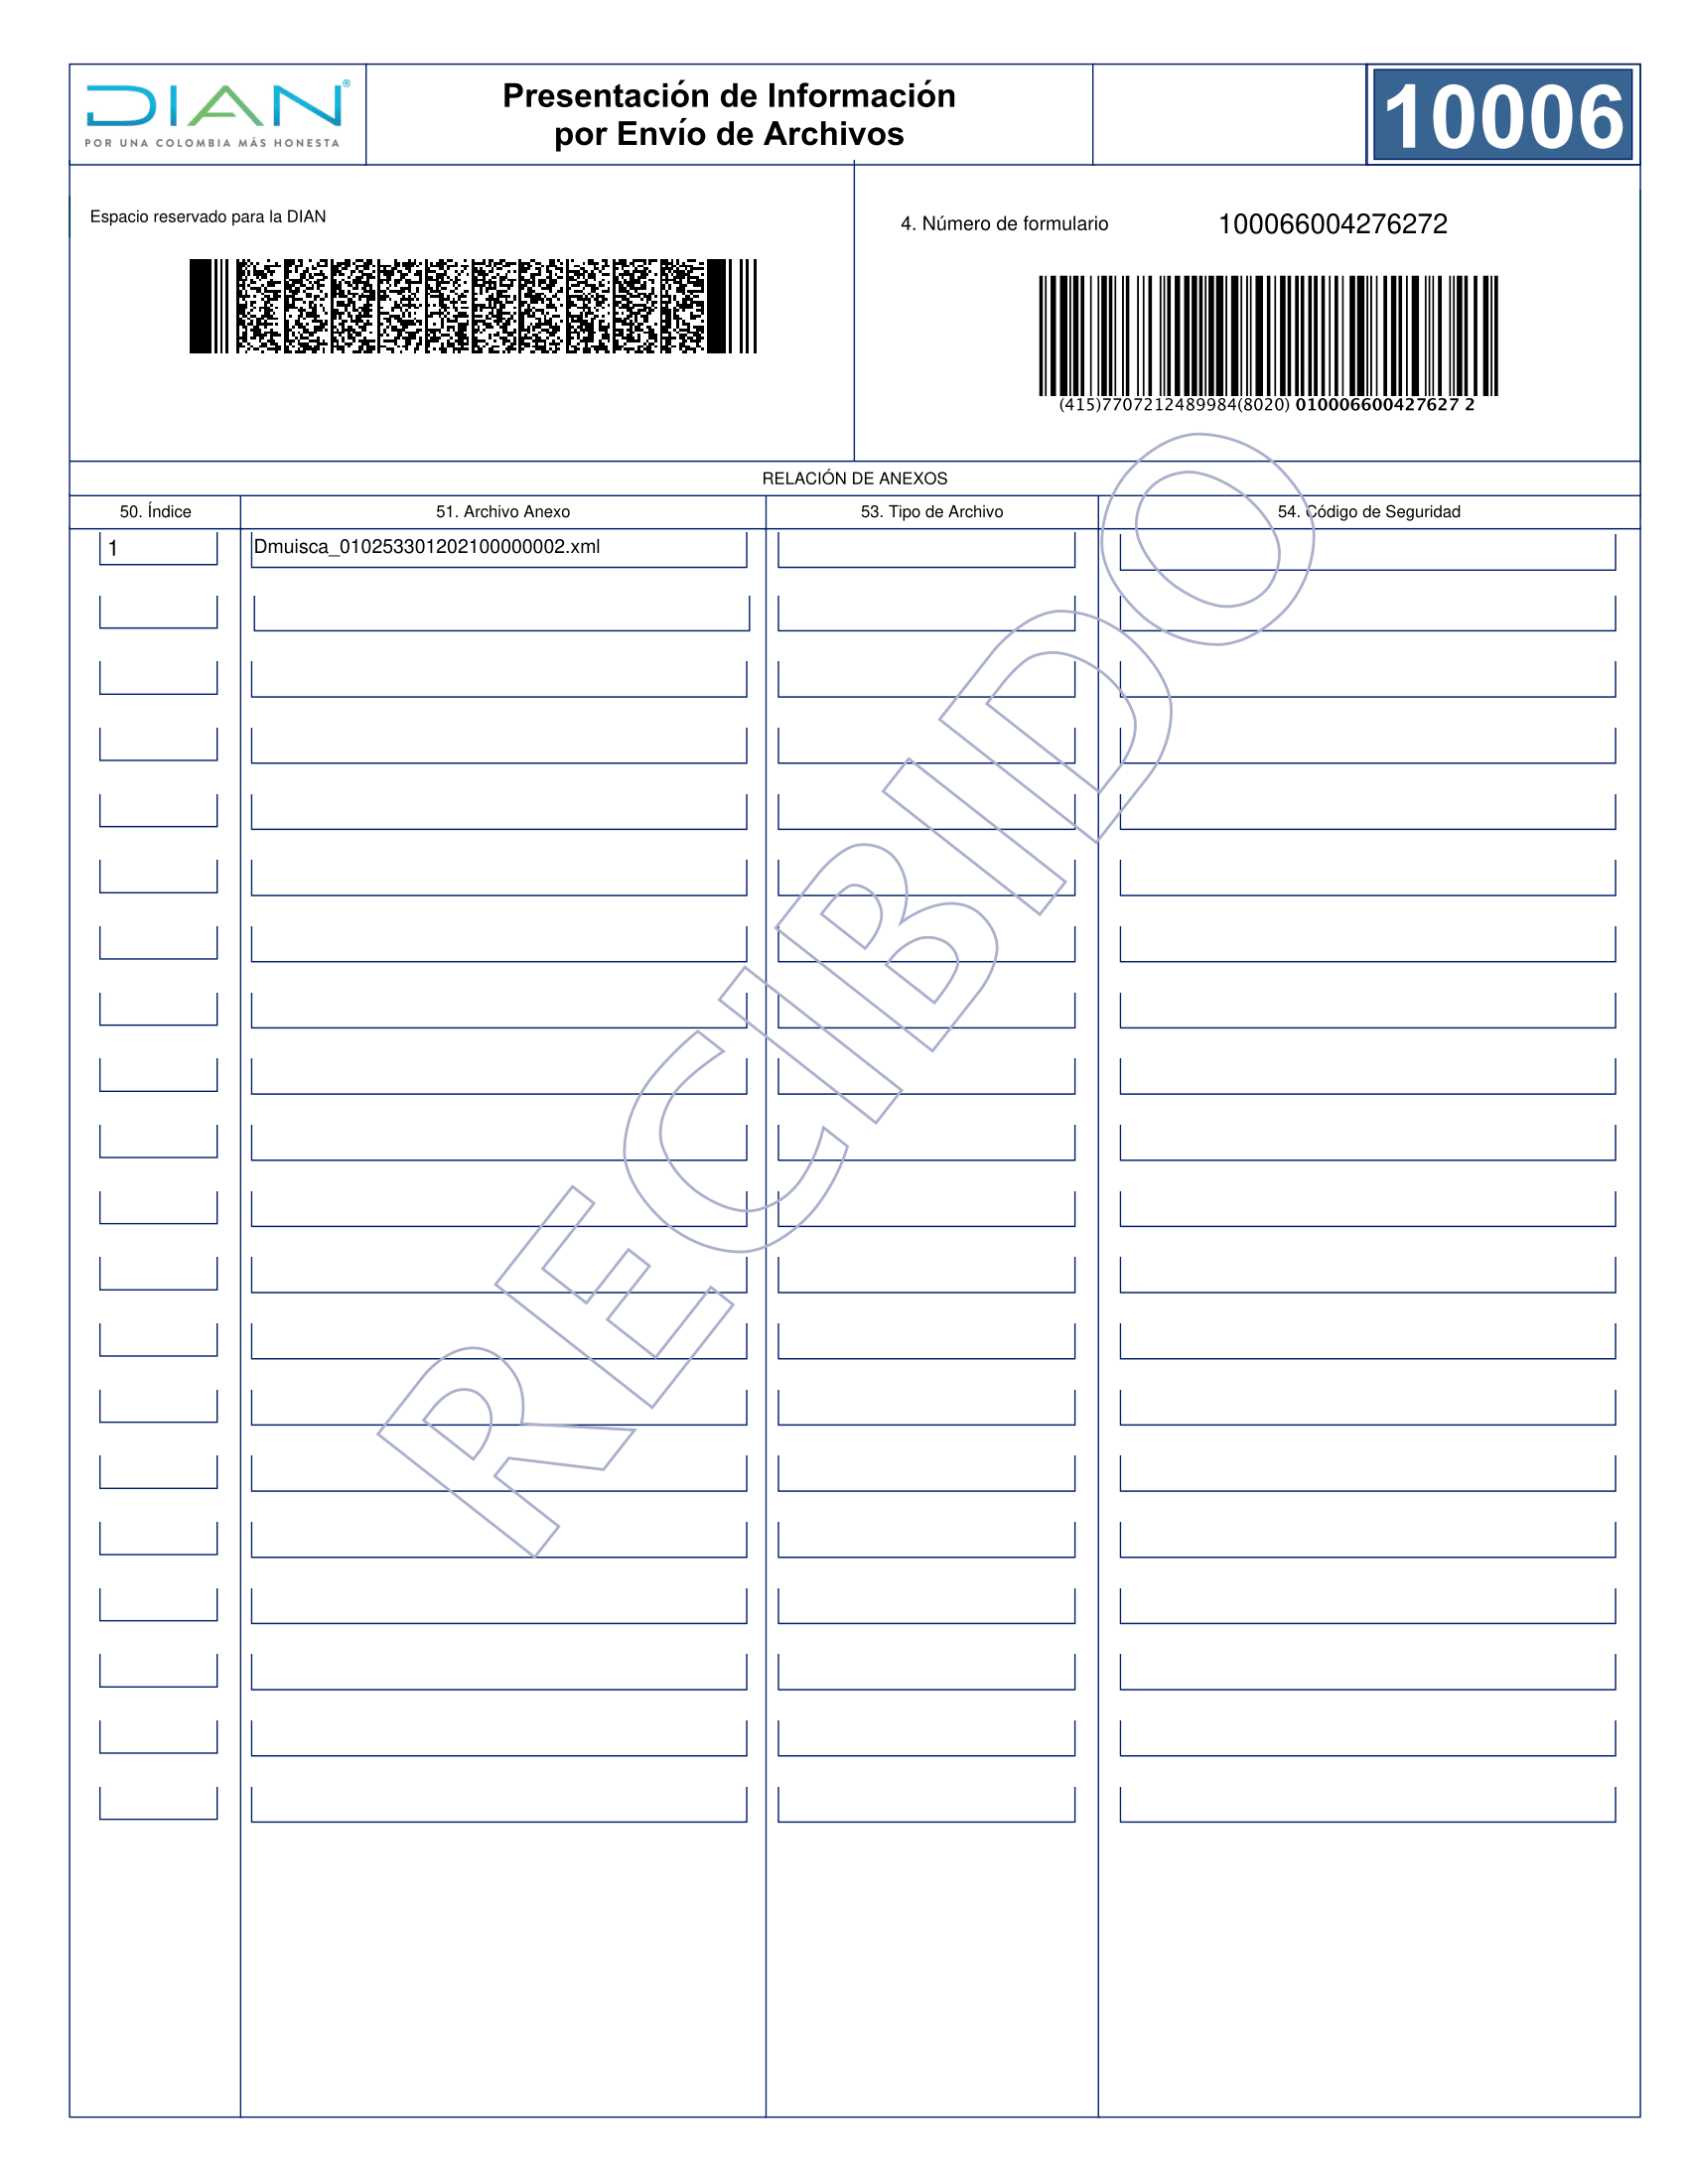 DIAN®
POR UNA COLOMBIA MÁS HONESTA
Presentación de Información
por Envío de Archivos
10006
Espacio reservado para la DIAN
4. Número de formulario
100066004276272
(415)7707212489984(8020) 010006600427627 2
RELACIÓN DE ANEXOS
50. Índice
51. Archivo Anexo
53. Tipo de Archivo
54. Código de Seguridad
1
Dmuisca_010253301202100000002.xml
RECIBIDO